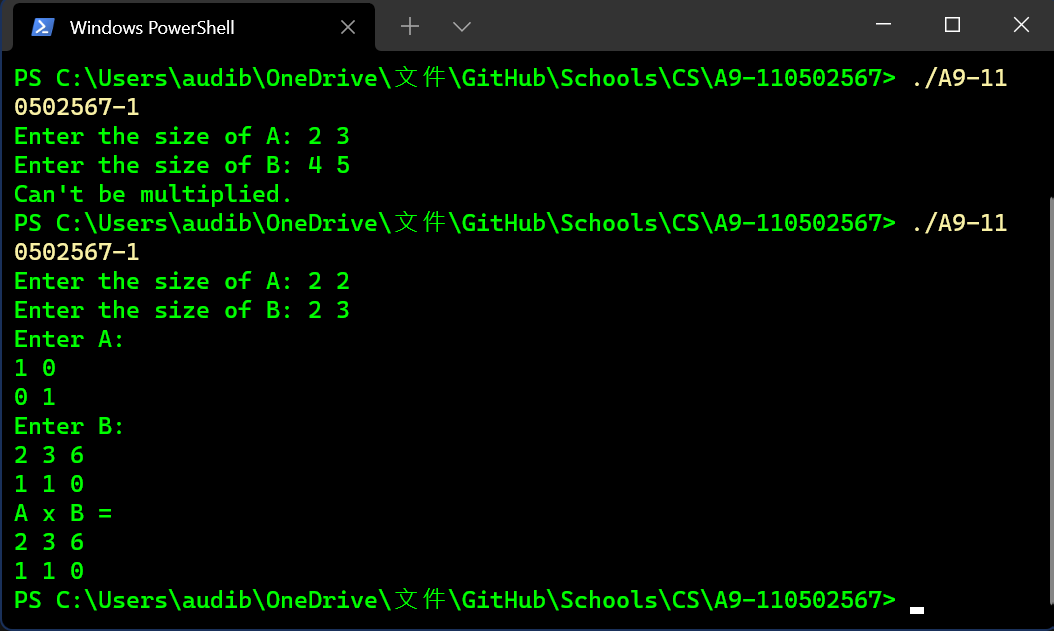 Windows PowerShell
PS C:\Users\audib\OneDrive\文件\GitHub\Schools\CS\A9-110502567> ./A9-11
0502567-1
Enter the size of A: 2 3
Enter the size of B: 4 5
Can't be multiplied.
PS C:\Users\audib\OneDrive\文件\GitHub\Schools\CS\A9-110502567> ./A9-11
0502567-1
Enter the size of A: 2 2
Enter the size of B: 2 3
Enter A:
1 0
0 1
Enter B:
2 3 6
1 1 0
A x B =
2 3 6
1 1 0
PS C:\Users\audib\OneDrive\文件\GitHub\Schools\CS\A9-110502567>